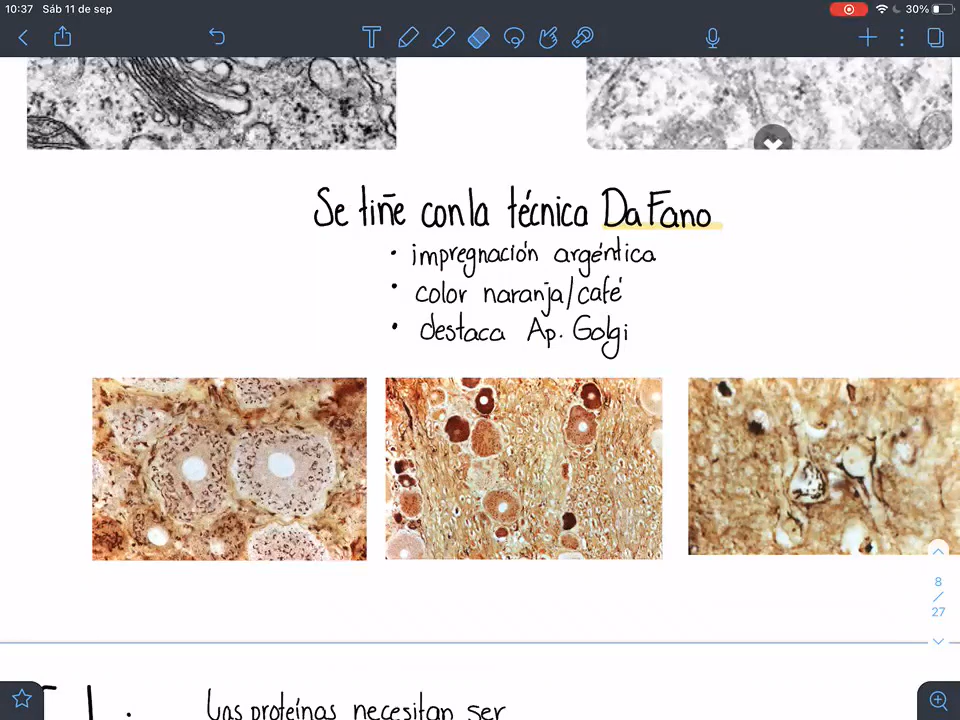 10:37 Sáb 11 de sep
30%
Se tiñe con la técnica Da Fano
• impregnación argéntica
• color naranja/café
• destaca Ap. Golgi
8
/
27
Las proteínas necesitan ser